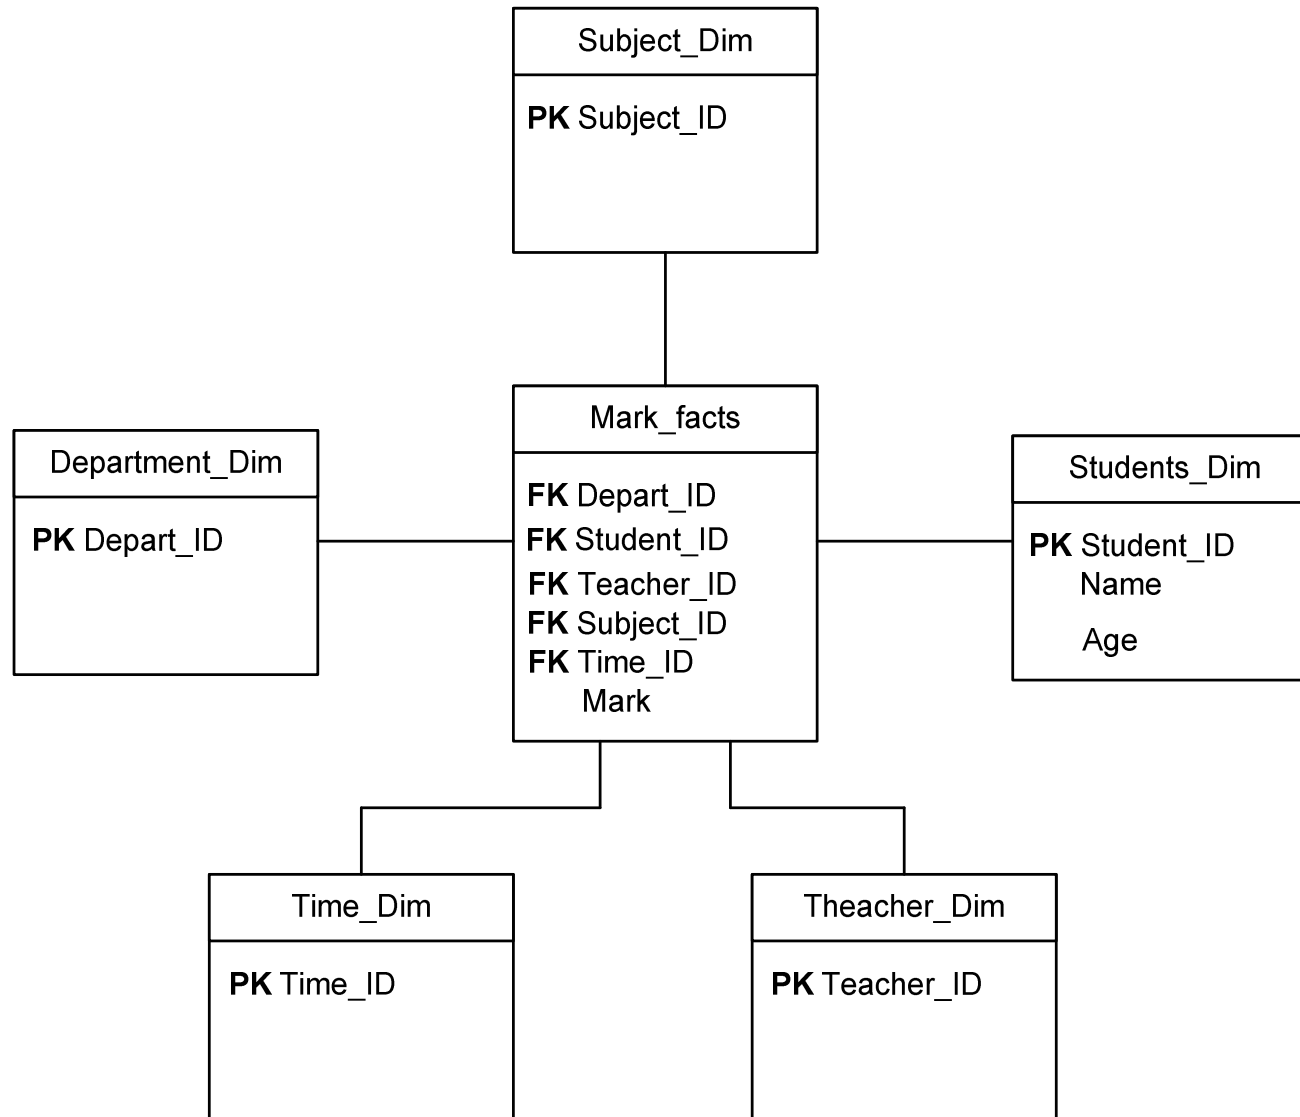 Subject_Dim
PK Subject_ID
Mark_facts
FK Depart_ID
FK Student_ID
FK Teacher_ID
FK Subject_ID
FK Time_ID
Mark
Department_Dim
PK Depart_ID
Students_Dim
PK Student_ID
Name
Age
Time_Dim
PK Time_ID
Theacher_Dim
PK Teacher_ID